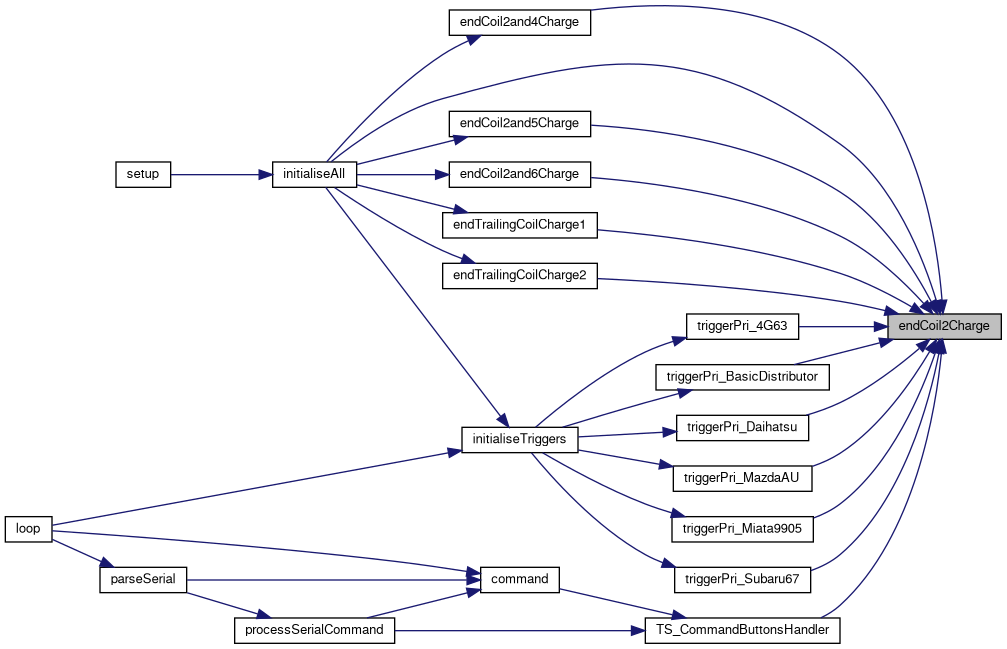 endCoil2and4Charge
endCoil2and5Charge
setup
initialiseAll
endCoil2and6Charge
endTrailingCoilCharge1
endTrailingCoilCharge2
endCoil2Charge
triggerPri_4G63
triggerPri_BasicDistributor
triggerPri_Daihatsu
initialiseTriggers
triggerPri_MazdaAU
loop
triggerPri_Miata9905
parseSerial
command
triggerPri_Subaru67
processSerialCommand
TS_CommandButtonsHandler